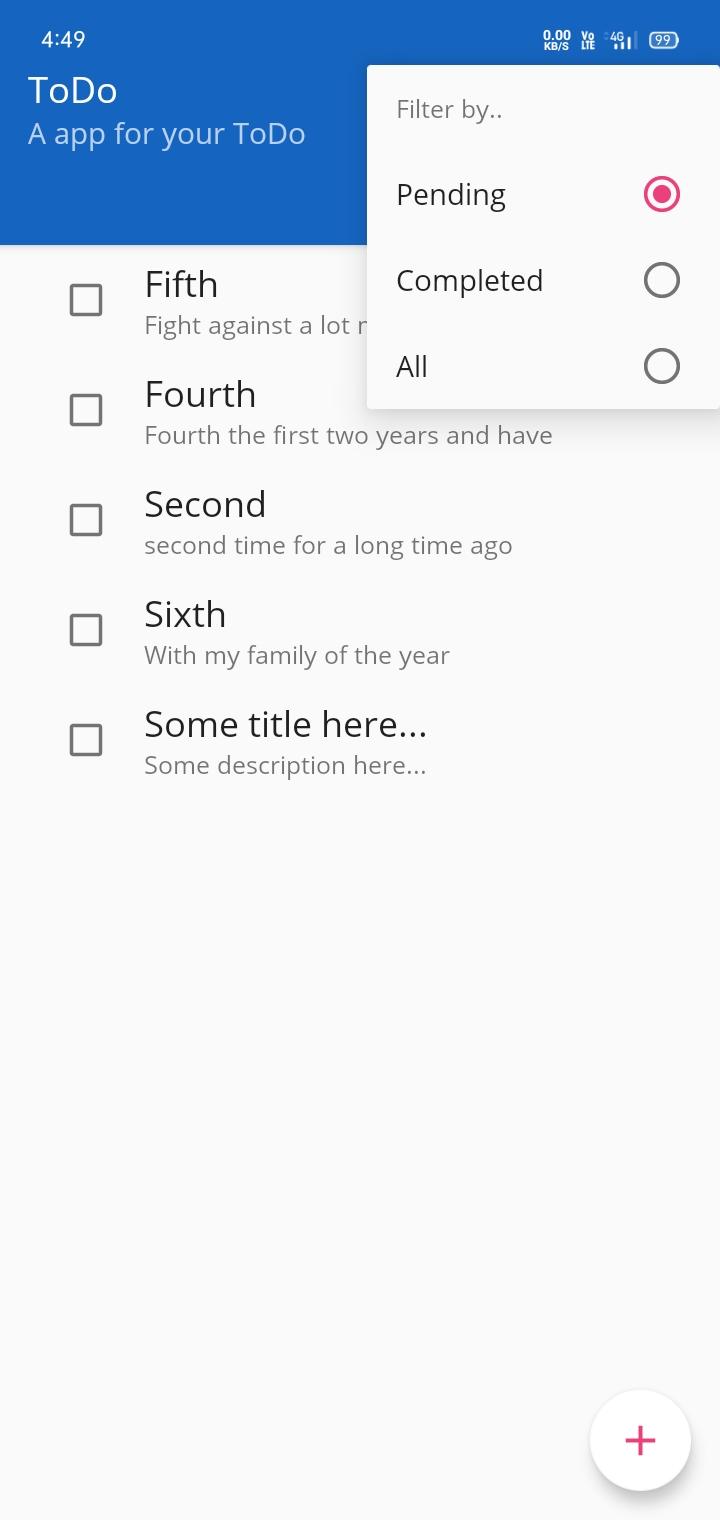 4:49
0.00
KB/S
Vo
LTE
4G
99
ToDo
A app for your ToDo
Filter by..
Pending
Completed
All
Fifth
Fight against a lot
Fourth
Fourth the first two years and have
Second
second time for a long time ago
Sixth
With my family of the year
Some title here...
Some description here...